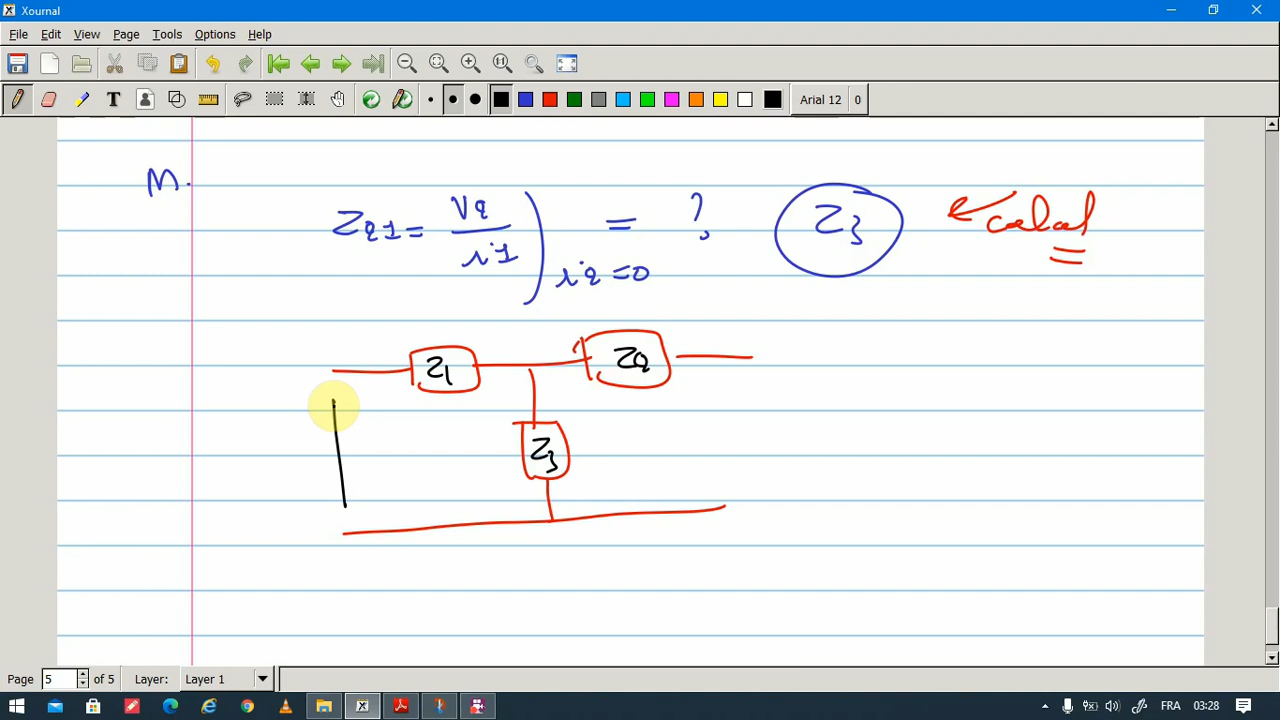 Xournal
File Edit View Page Tools Options Help
T Arial 12 0
M.
Z21 = V2 / i1 ) i2 = 0 = ? Z3 ← calcul
Z1 Z2
Z3
Page 5 of 5 Layer: Layer 1
FR 03:28